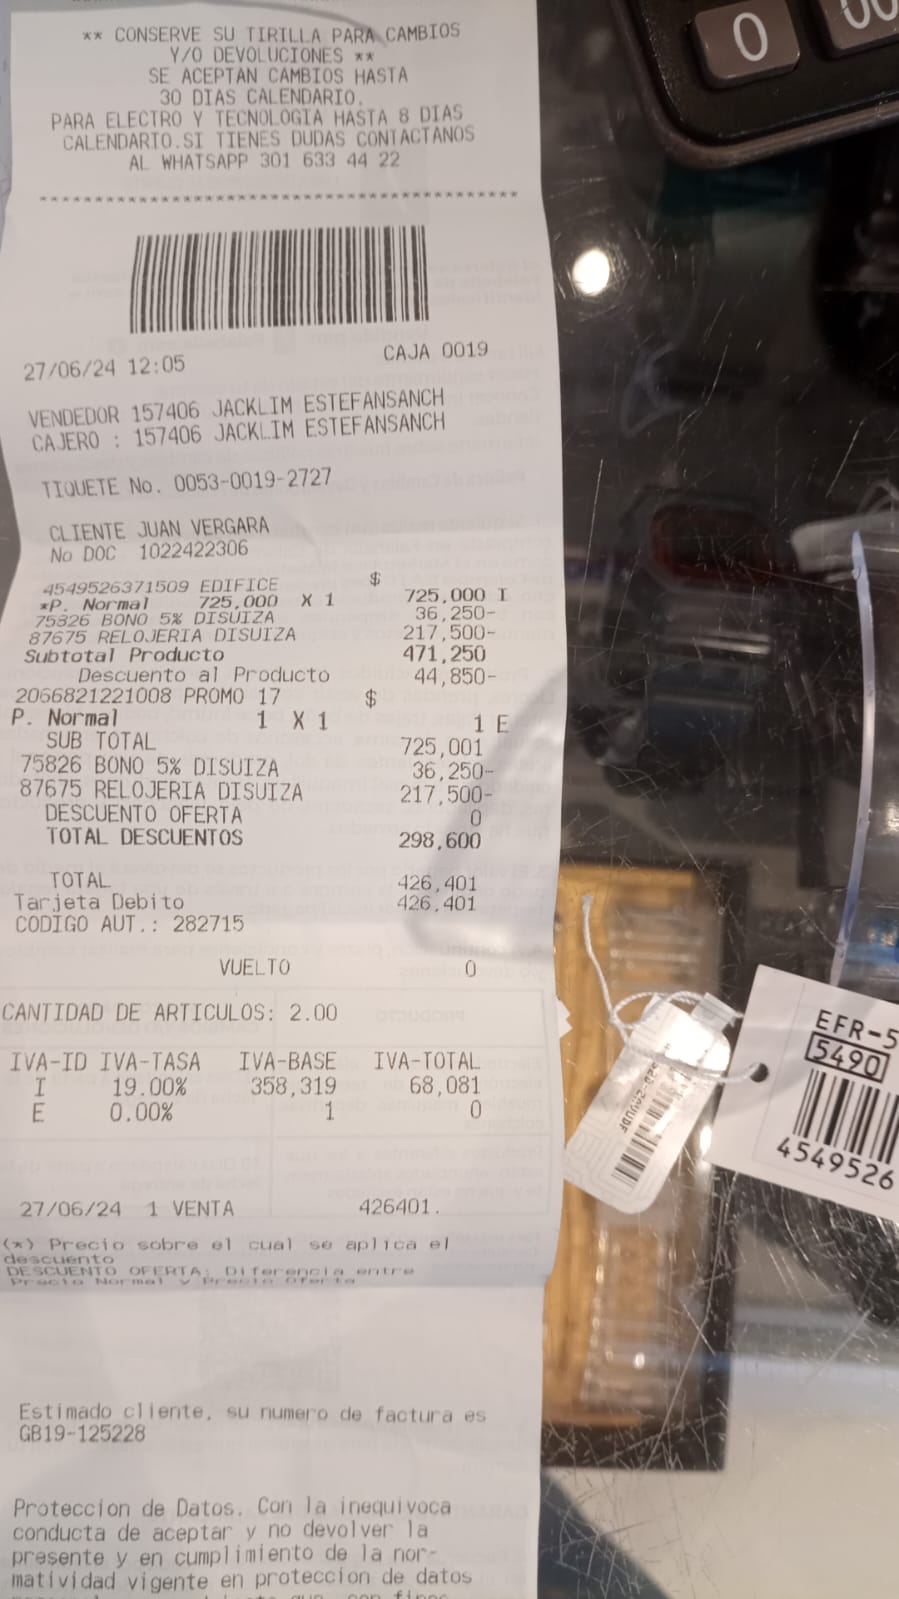 ** CONSERVE SU TIRILLA PARA CAMBIOS
Y/O DEVOLUCIONES **
SE ACEPTAN CAMBIOS HASTA
30 DIAS CALENDARIO.
PARA ELECTRO Y TECNOLOGIA HASTA 8 DIAS
CALENDARIO.SI TIENES DUDAS CONTACTANOS
AL WHATSAPP 301 633 44 22
27/06/24 12:05 CAJA 0019
VENDEDOR 157406 JACKLIM ESTEFANSANCH
CAJERO : 157406 JACKLIM ESTEFANSANCH
TIQUETE No. 0053-0019-2727
CLIENTE JUAN VERGARA
No DOC 1022422306
4549526371509 EDIFICE $
*P. Normal 725,000 X 1 725,000 I
75826 BONO 5% DISUIZA 36,250-
87675 RELOJERIA DISUIZA 217,500-
Subtotal Producto 471,250
Descuento al Producto 44,850-
2066821221008 PROMO 17 $
P. Normal 1 X 1 1 E
SUB TOTAL 725,001
75826 BONO 5% DISUIZA 36,250-
87675 RELOJERIA DISUIZA 217,500-
DESCUENTO OFERTA 0
TOTAL DESCUENTOS 298,600
TOTAL 426,401
Tarjeta Debito 426,401
CODIGO AUT.: 282715
VUELTO 0
CANTIDAD DE ARTICULOS: 2.00
IVA-ID IVA-TASA IVA-BASE IVA-TOTAL
I 19.00% 358,319 68,081
E 0.00% 1 0
27/06/24 1 VENTA 426401.
(*) Precio sobre el cual se aplica el
descuento
DESCUENTO OFERTA: Diferencia entre
Precio Normal y Precio Oferta
Estimado cliente, su numero de factura es
GB19-125228
Proteccion de Datos. Con la inequivoca
conducta de aceptar y no devolver la
presente y en cumplimiento de la nor-
matividad vigente en proteccion de datos
0
00
EFR-5
5490
4549526